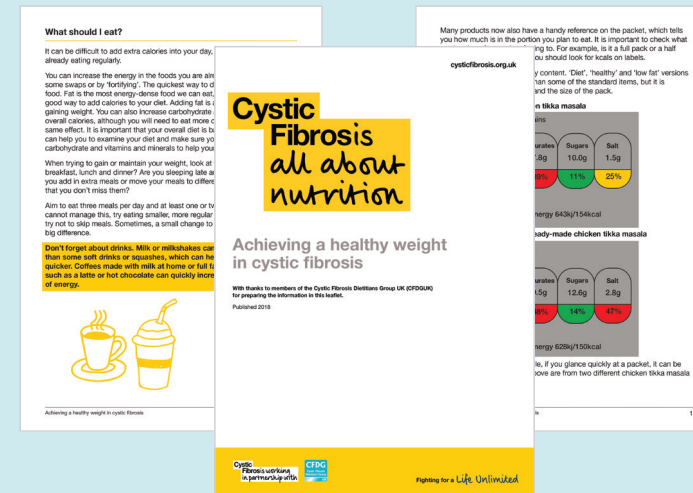 What should I eat?
It can be difficult to add extra calories into your day,
already eating regularly.
You can increase the energy in the foods you are
some swaps or by 'fortifying'. The quickest way to
food. Fat is the most energy-dense food we can eat,
good way to add calories to your diet. Adding fat is
gaining weight. You can also increase carbohydrate
overall calories, although you will need to eat more
same effect. It is important that your overall diet is
can help you to examine your diet and make sure
carbohydrate and vitamins and minerals to help
When trying to gain or maintain your weight, look at
breakfast, lunch and dinner? Are you sleeping late
you add in extra meals or move your meals to
that you don't miss them?
Aim to eat three meals per day and at least one or
cannot manage this, try eating smaller, more regular
try not to skip meals. Sometimes, a small change to
big difference.
Don't forget about drinks. Milk or milkshakes
than some soft drinks or squashes, which can
quicker. Coffees made with milk at home or full
such as a latte or hot chocolate can quickly
of energy.
Achieving a healthy weight in cystic fibrosis
cysticfibrosis.org.uk
Cystic
Fibrosis
all about
nutrition
Achieving a healthy weight
in cystic fibrosis
With thanks to members of the Cystic Fibrosis Dietitians Group UK (CFDGUK)
for preparing the information in this leaflet.
Published 2018
Cystic
Fibrosis working
in partnership with
CFDG
Fighting for a Life Unlimited
Many products now also have a handy reference on the packet, which tells
you how much is in the portion you plan to eat. It is important to check what
to. For example, is it a full pack or a half
you should look for kcals on labels.
content. 'Diet', 'healthy' and 'low fat' versions
than some of the standard items, but it is
and the size of the pack.
tikka masala
Sugars Salt
10.0g 1.5g
11% 25%
643kj/154kcal
ready-made chicken tikka masala
Sugars Salt
12.6g 2.8g
14% 47%
628kj/150kcal
if you glance quickly at a packet, it can be
are from two different chicken tikka masala